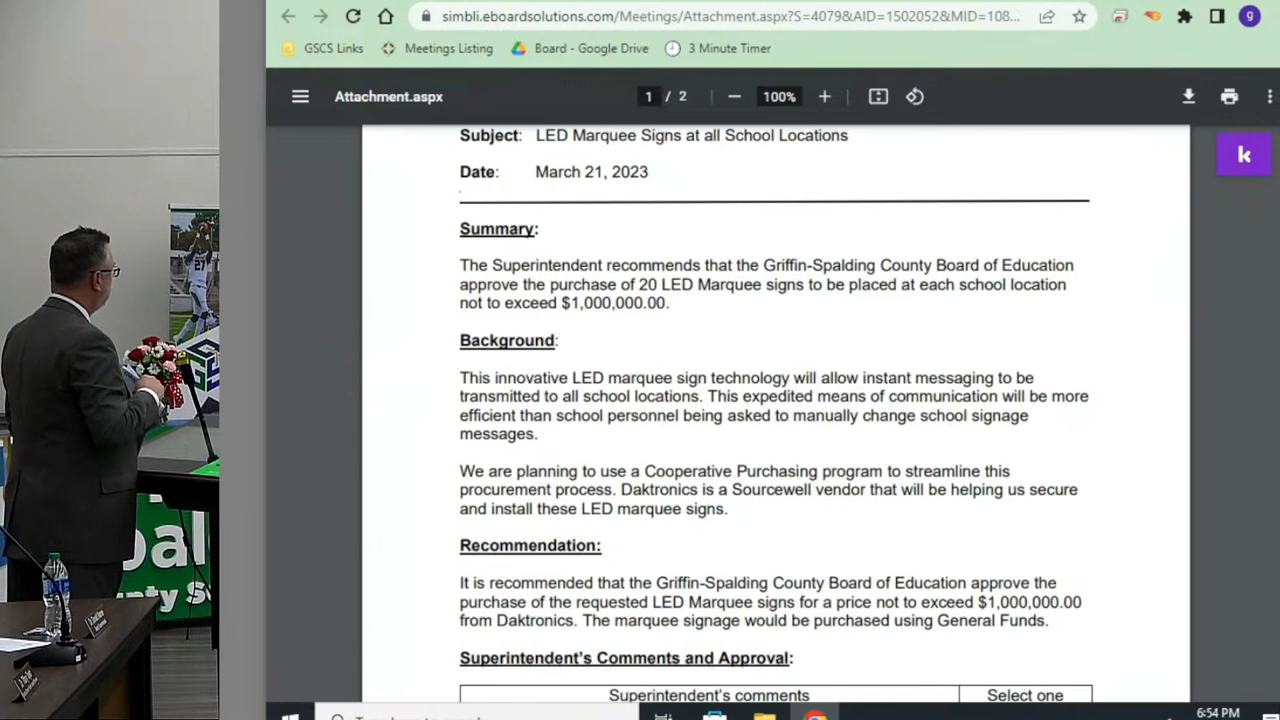 simbli.eboardsolutions.com/Meetings/Attachment.aspx?S=4079&AID=1502052&MID=108...
g
GSCS Links
Meetings Listing
Board - Google Drive
3 Minute Timer
Attachment.aspx
1 / 2
100%
k
Subject: LED Marquee Signs at all School Locations
Date: March 21, 2023
Summary:
The Superintendent recommends that the Griffin-Spalding County Board of Education
approve the purchase of 20 LED Marquee signs to be placed at each school location
not to exceed $1,000,000.00.
Background:
This innovative LED marquee sign technology will allow instant messaging to be
transmitted to all school locations. This expedited means of communication will be more
efficient than school personnel being asked to manually change school signage
messages.
We are planning to use a Cooperative Purchasing program to streamline this
procurement process. Daktronics is a Sourcewell vendor that will be helping us secure
and install these LED marquee signs.
Recommendation:
It is recommended that the Griffin-Spalding County Board of Education approve the
purchase of the requested LED Marquee signs for a price not to exceed $1,000,000.00
from Daktronics. The marquee signage would be purchased using General Funds.
Superintendent's Comments and Approval:
Superintendent's comments
Select one
6:54 PM
27